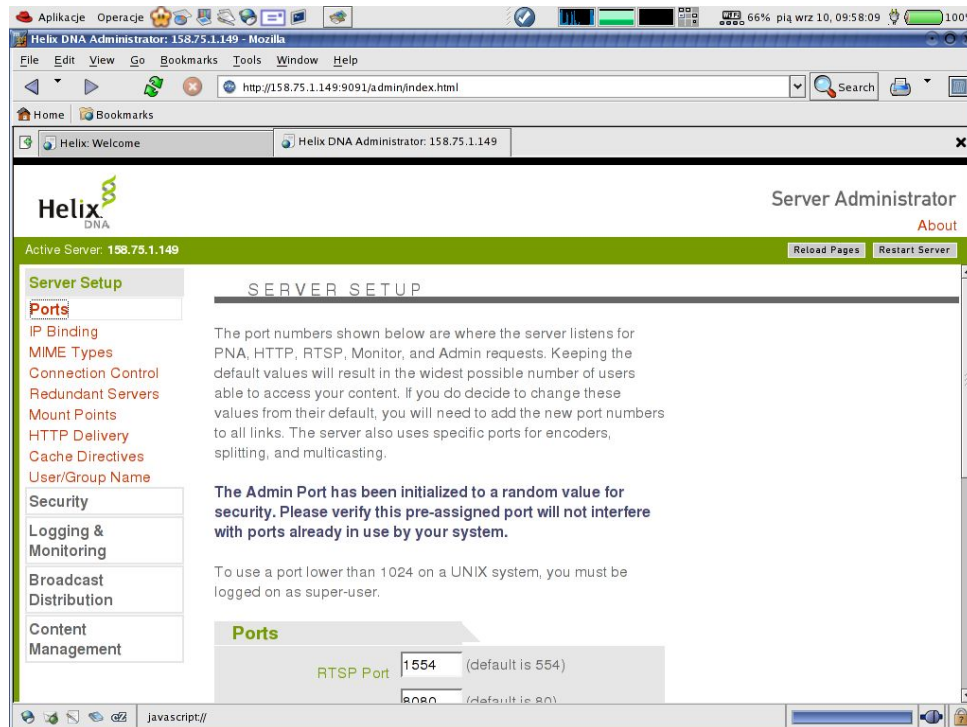 Aplikacje Operacje 66% pią wrz 10, 09:58:09 100%
Helix DNA Administrator: 158.75.1.149 - Mozilla
File Edit View Go Bookmarks Tools Window Help
http://158.75.1.149:9091/admin/index.html Search
Home Bookmarks
Helix: Welcome Helix DNA Administrator: 158.75.1.149
Helix
DNA
Server Administrator
About
Active Server: 158.75.1.149 Reload Pages Restart Server
Server Setup
Ports
IP Binding
MIME Types
Connection Control
Redundant Servers
Mount Points
HTTP Delivery
Cache Directives
User/Group Name
Security
Logging &
Monitoring
Broadcast
Distribution
Content
Management
SERVER SETUP
The port numbers shown below are where the server listens for
PNA, HTTP, RTSP, Monitor, and Admin requests. Keeping the
default values will result in the widest possible number of users
able to access your content. If you do decide to change these
values from their default, you will need to add the new port numbers
to all links. The server also uses specific ports for encoders,
splitting, and multicasting.
The Admin Port has been initialized to a random value for
security. Please verify this pre-assigned port will not interfere
with ports already in use by your system.
To use a port lower than 1024 on a UNIX system, you must be
logged on as super-user.
Ports
RTSP Port 1554 (default is 554)
8080 (default is 80)
javascript://